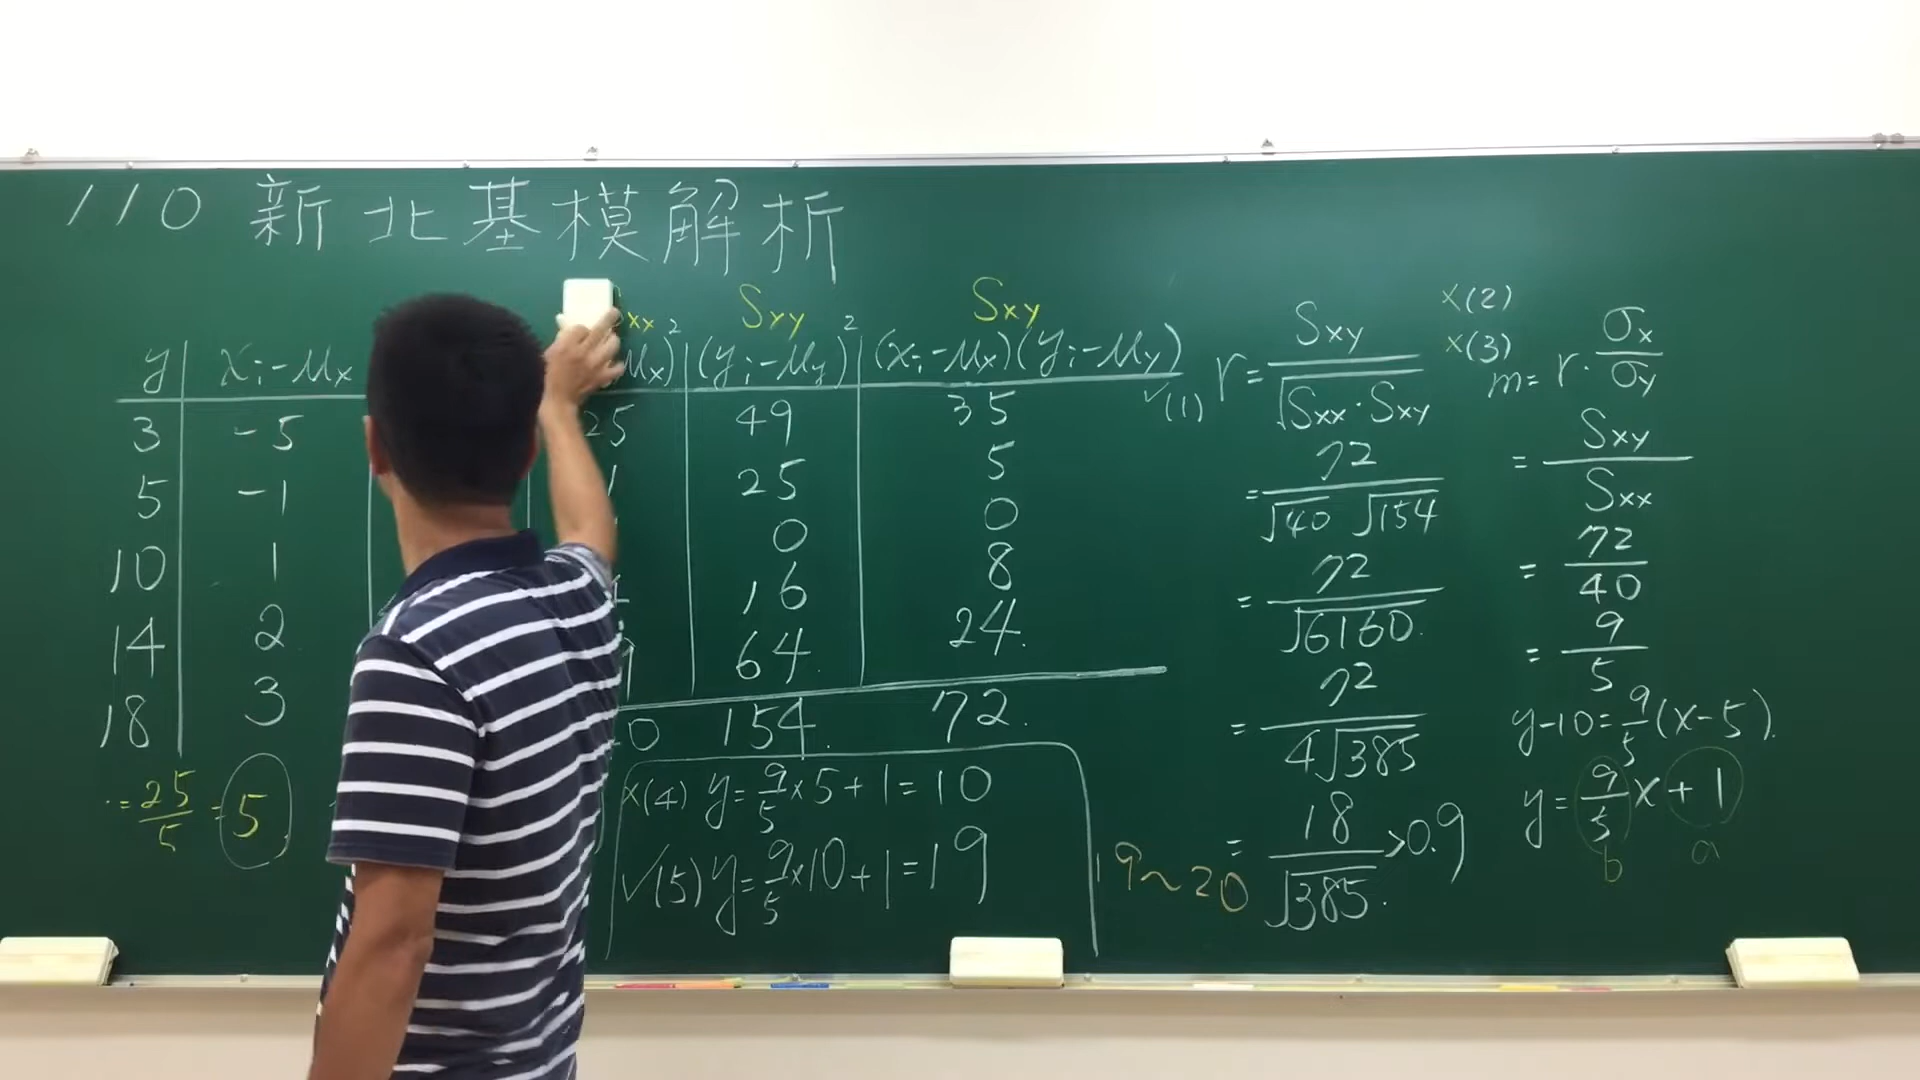 110 新北基模解析
Sxx Syy Sxy
y xᵢ-μx μx)² (yᵢ-μy)² (xᵢ-μx)(yᵢ-μy)
3 -5 25 49 35
5 -1 1 25 5
10 1 0 0
14 2 16 8
18 3 64 24
0 154 72
=25/5=5
×(4) y=9/5×5+1=10
✓(5) y=9/5×10+1=19
19~20
✓(1) r=Sxy/√Sxx·Sxy
=72/√40 √154
=72/√6160
=72/4√385
=18/√385>0.9
×(2)
×(3)
m=r·σx/σy
=Sxy/Sxx
=72/40
=9/5
y-10=9/5(x-5)
y=9/5x+1
b a